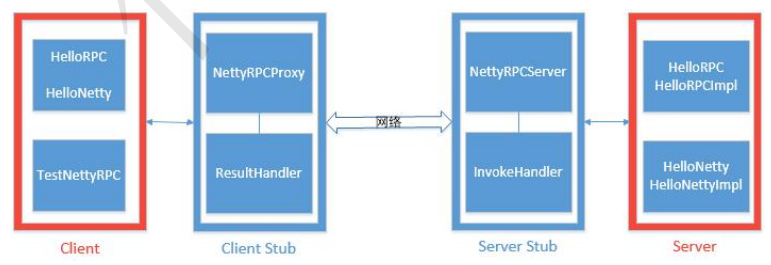 HelloRPC
HelloNetty
TestNettyRPC
Client
NettyRPCProxy
ResultHandler
Client Stub
网络
NettyRPCServer
InvokeHandler
Server Stub
HelloRPC
HelloRPCImpl
HelloNetty
HelloNettyImpl
Server